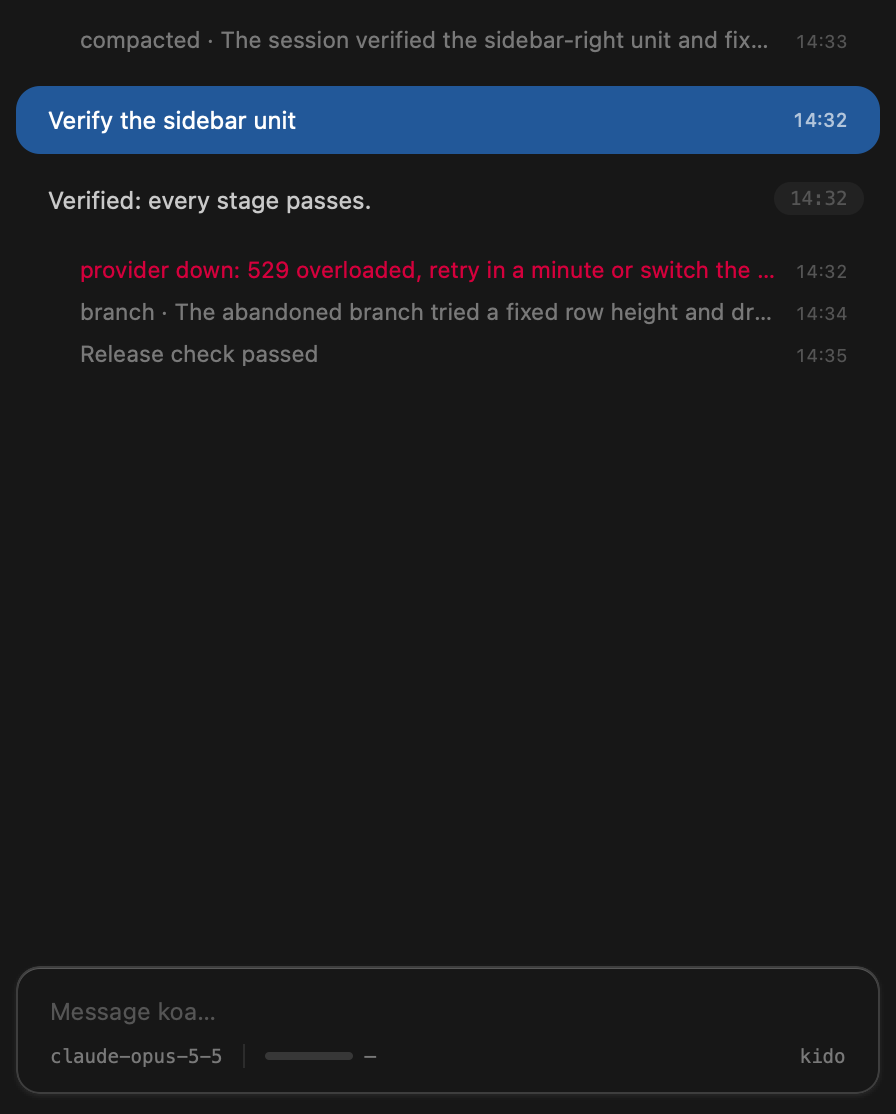 compacted · The session verified the sidebar-right unit and fix... 14:33
Verify the sidebar unit 14:32
Verified: every stage passes. 14:32
provider down: 529 overloaded, retry in a minute or switch the ... 14:32
branch · The abandoned branch tried a fixed row height and dr... 14:34
Release check passed 14:35
Message koa...
claude-opus-5-5 – kido